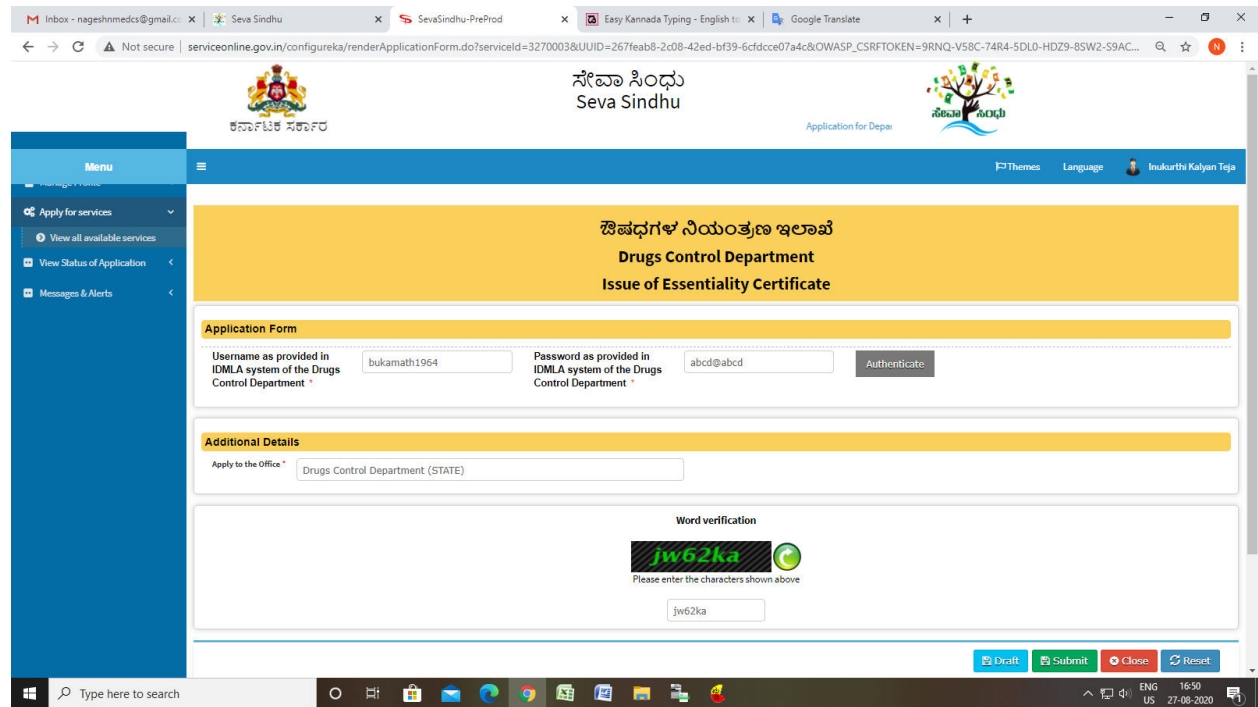 Inbox - nageshnmedcs@gmail.c
Seva Sindhu
SevaSindhu-PreProd
Easy Kannada Typing - English to
Google Translate
Not secure | serviceonline.gov.in/configureka/renderApplicationForm.do?serviceId=3270003&UUID=267feab8-2c08-42ed-bf39-6cfdcce07a4c&OWASP_CSRFTOKEN=9RNQ-V58C-74R4-5DL0-HDZ9-8SW2-S9AC...
N
ಕರ್ನಾಟಕ ಸರ್ಕಾರ
ಸೇವಾ ಸಿಂಧು
Seva Sindhu
Application for Depa
ಸೇವಾ ಸಿಂಧು
Menu
Themes Language Inukurthi Kalyan Teja
Manage Profile
Apply for services
View all available services
View Status of Application
Messages & Alerts
ಔಷಧಗಳ ನಿಯಂತ್ರಣ ಇಲಾಖೆ
Drugs Control Department
Issue of Essentiality Certificate
Application Form
Username as provided in
IDMLA system of the Drugs
Control Department *
bukamath1964
Password as provided in
IDMLA system of the Drugs
Control Department *
abcd@abcd
Authenticate
Additional Details
Apply to the Office *
Drugs Control Department (STATE)
Word verification
jw62ka
Please enter the characters shown above
jw62ka
Draft Submit Close Reset
Type here to search
ENG
US
16:50
27-08-2020
1